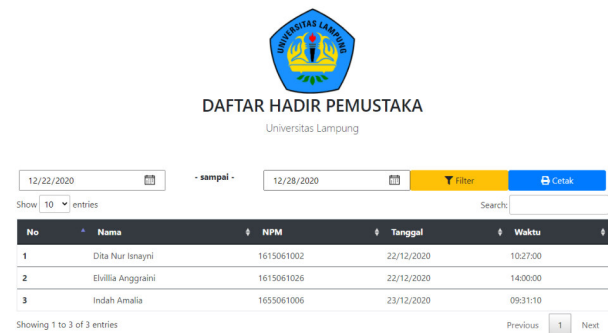 UNIVERSITAS LAMPUNG
DAFTAR HADIR PEMUSTAKA
Universitas Lampung
12/22/2020 - sampai - 12/28/2020 Filter Cetak
Show 10 entries Search:
No Nama NPM Tanggal Waktu
1 Dita Nur Isnayni 1615061002 22/12/2020 10:27:00
2 Elvillia Anggraini 1615061026 22/12/2020 14:00:00
3 Indah Amalia 1655061006 23/12/2020 09:31:10
Showing 1 to 3 of 3 entries Previous 1 Next